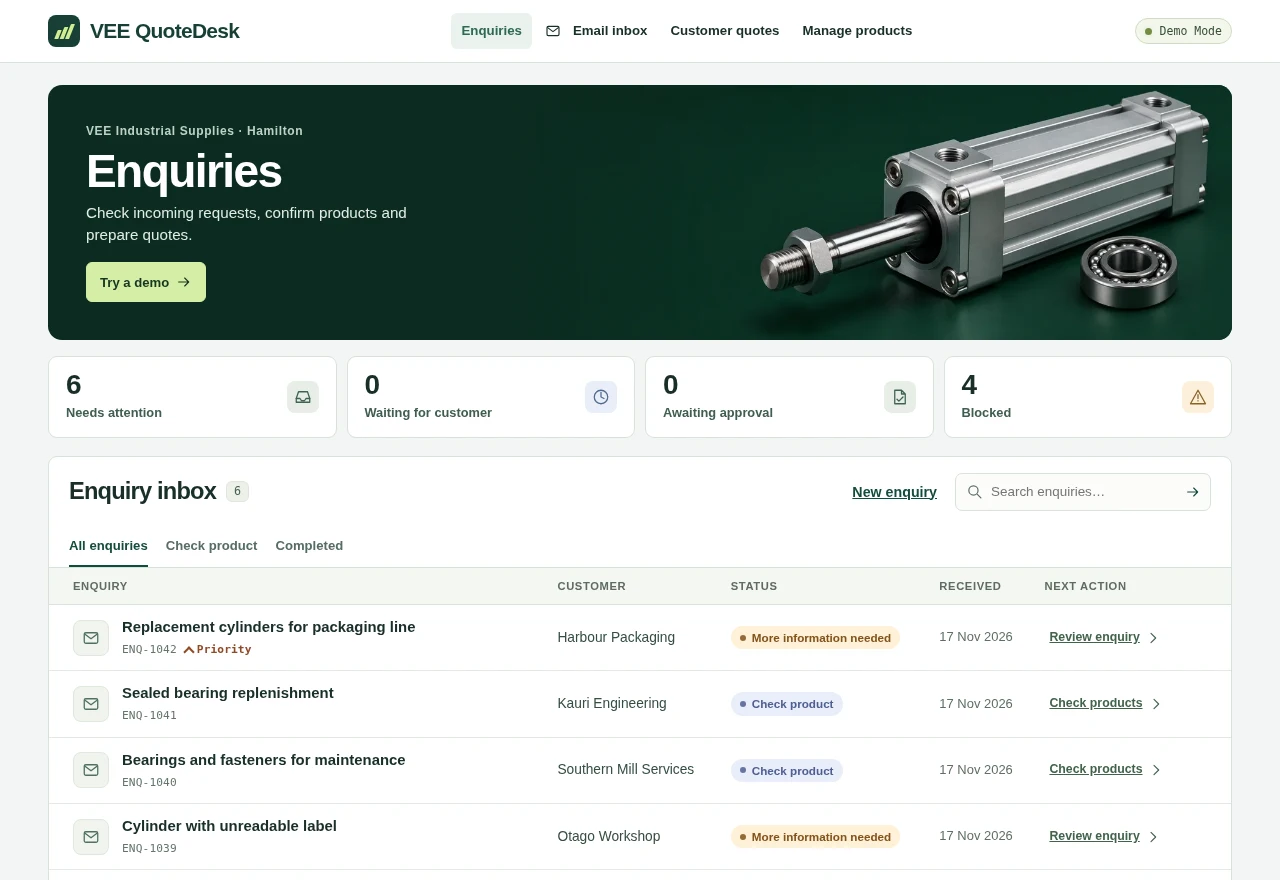 VEE QuoteDesk
Enquiries
Email inbox
Customer quotes
Manage products
Demo Mode
VEE Industrial Supplies · Hamilton
Enquiries
Check incoming requests, confirm products and
prepare quotes.
Try a demo →
6
Needs attention
0
Waiting for customer
0
Awaiting approval
4
Blocked
Enquiry inbox 6
New enquiry
Search enquiries…
All enquiries Check product Completed
ENQUIRY CUSTOMER STATUS RECEIVED NEXT ACTION
Replacement cylinders for packaging line
ENQ-1042 Priority
Harbour Packaging
More information needed
17 Nov 2026
Review enquiry
Sealed bearing replenishment
ENQ-1041
Kauri Engineering
Check product
17 Nov 2026
Check products
Bearings and fasteners for maintenance
ENQ-1040
Southern Mill Services
Check product
17 Nov 2026
Check products
Cylinder with unreadable label
ENQ-1039
Otago Workshop
More information needed
17 Nov 2026
Review enquiry